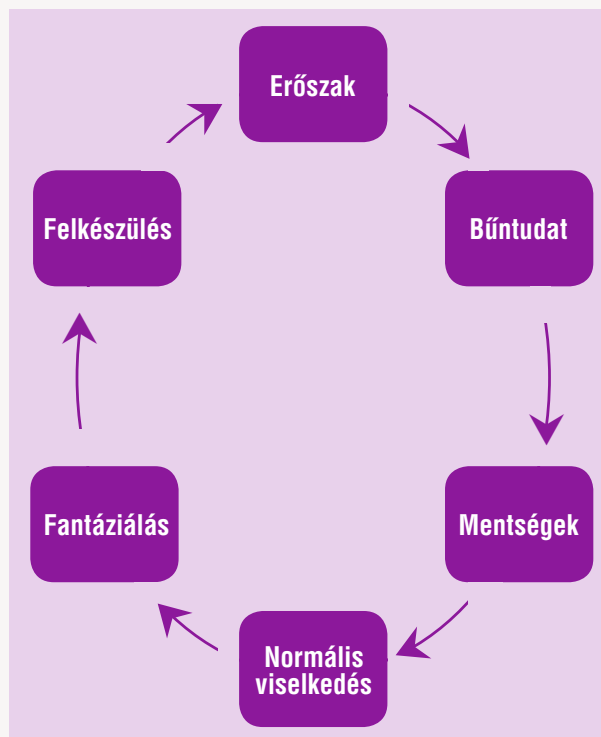 Erőszak
Bűntudat
Mentségek
Normális
viselkedés
Fantáziálás
Felkészülés